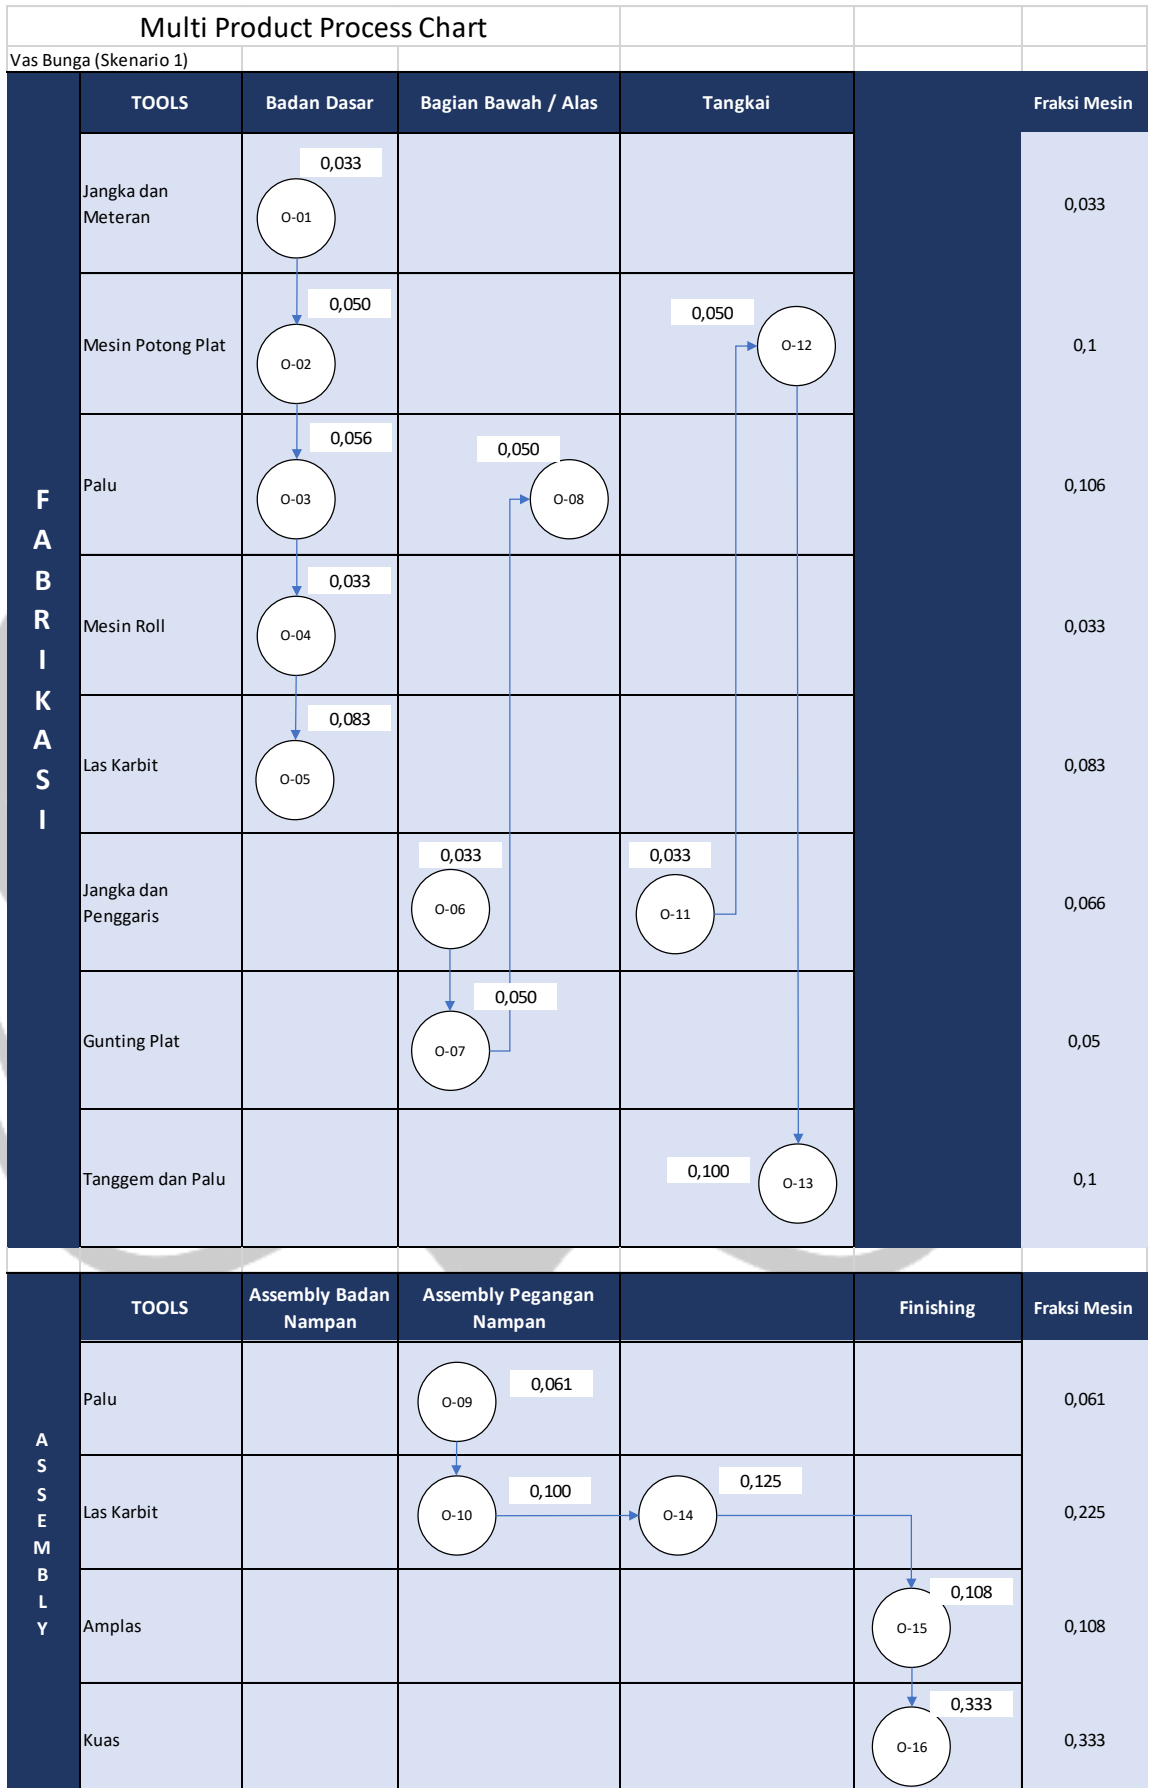 Multi Product Process Chart
Vas Bunga (Skenario 1)
TOOLS Badan Dasar Bagian Bawah / Alas Tangkai Fraksi Mesin
F
A
B
R
I
K
A
S
I
0,033
Jangka dan
Meteran
O-01
0,033
0,050
0,050
Mesin Potong Plat
O-02
O-12
0,1
0,056
0,050
Palu
O-03
O-08
0,106
0,033
Mesin Roll
O-04
0,033
0,083
Las Karbit
O-05
0,083
0,033
0,033
Jangka dan
Penggaris
O-06
O-11
0,066
0,050
Gunting Plat
O-07
0,05
Tanggem dan Palu
0,100
O-13
0,1
TOOLS
Assembly Badan
Nampan
Assembly Pegangan
Nampan
Finishing
Fraksi Mesin
A
S
S
E
M
B
L
Y
Palu
O-09
0,061
0,061
Las Karbit
O-10
0,100
O-14
0,125
0,225
Amplas
0,108
O-15
0,108
Kuas
0,333
O-16
0,333